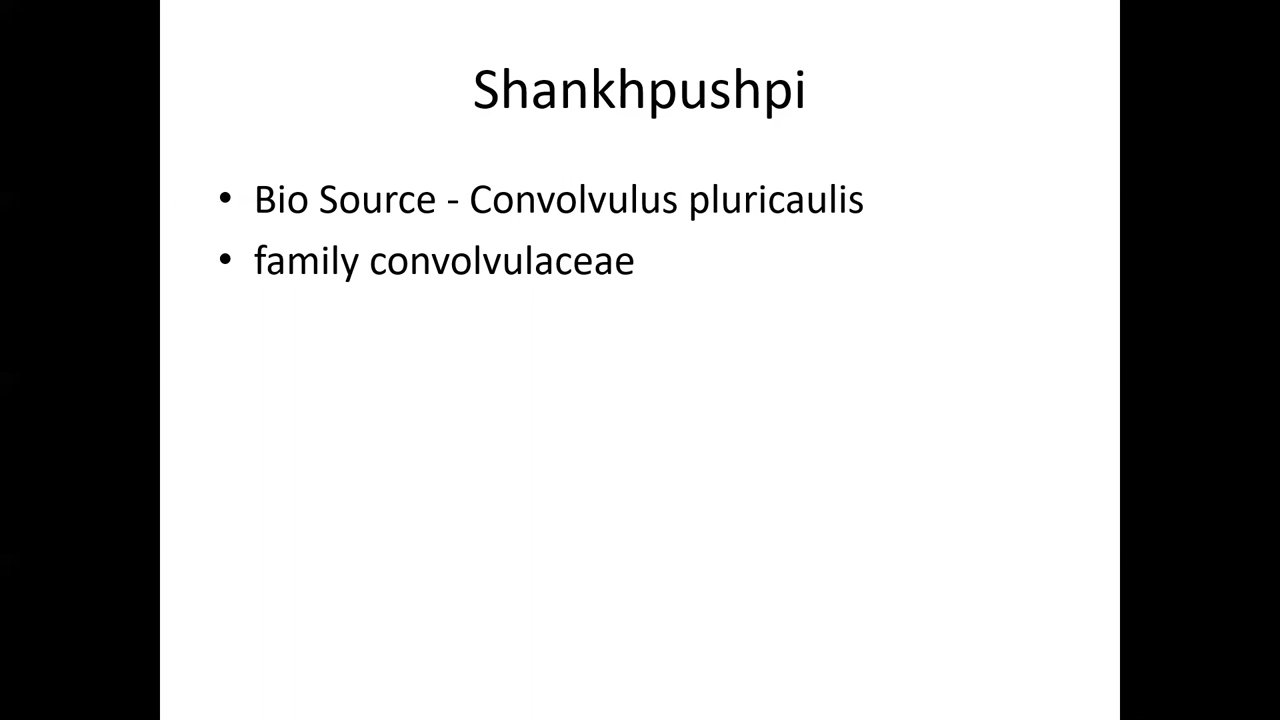 Shankhpushpi
• Bio Source - Convolvulus pluricaulis
• family convolvulaceae